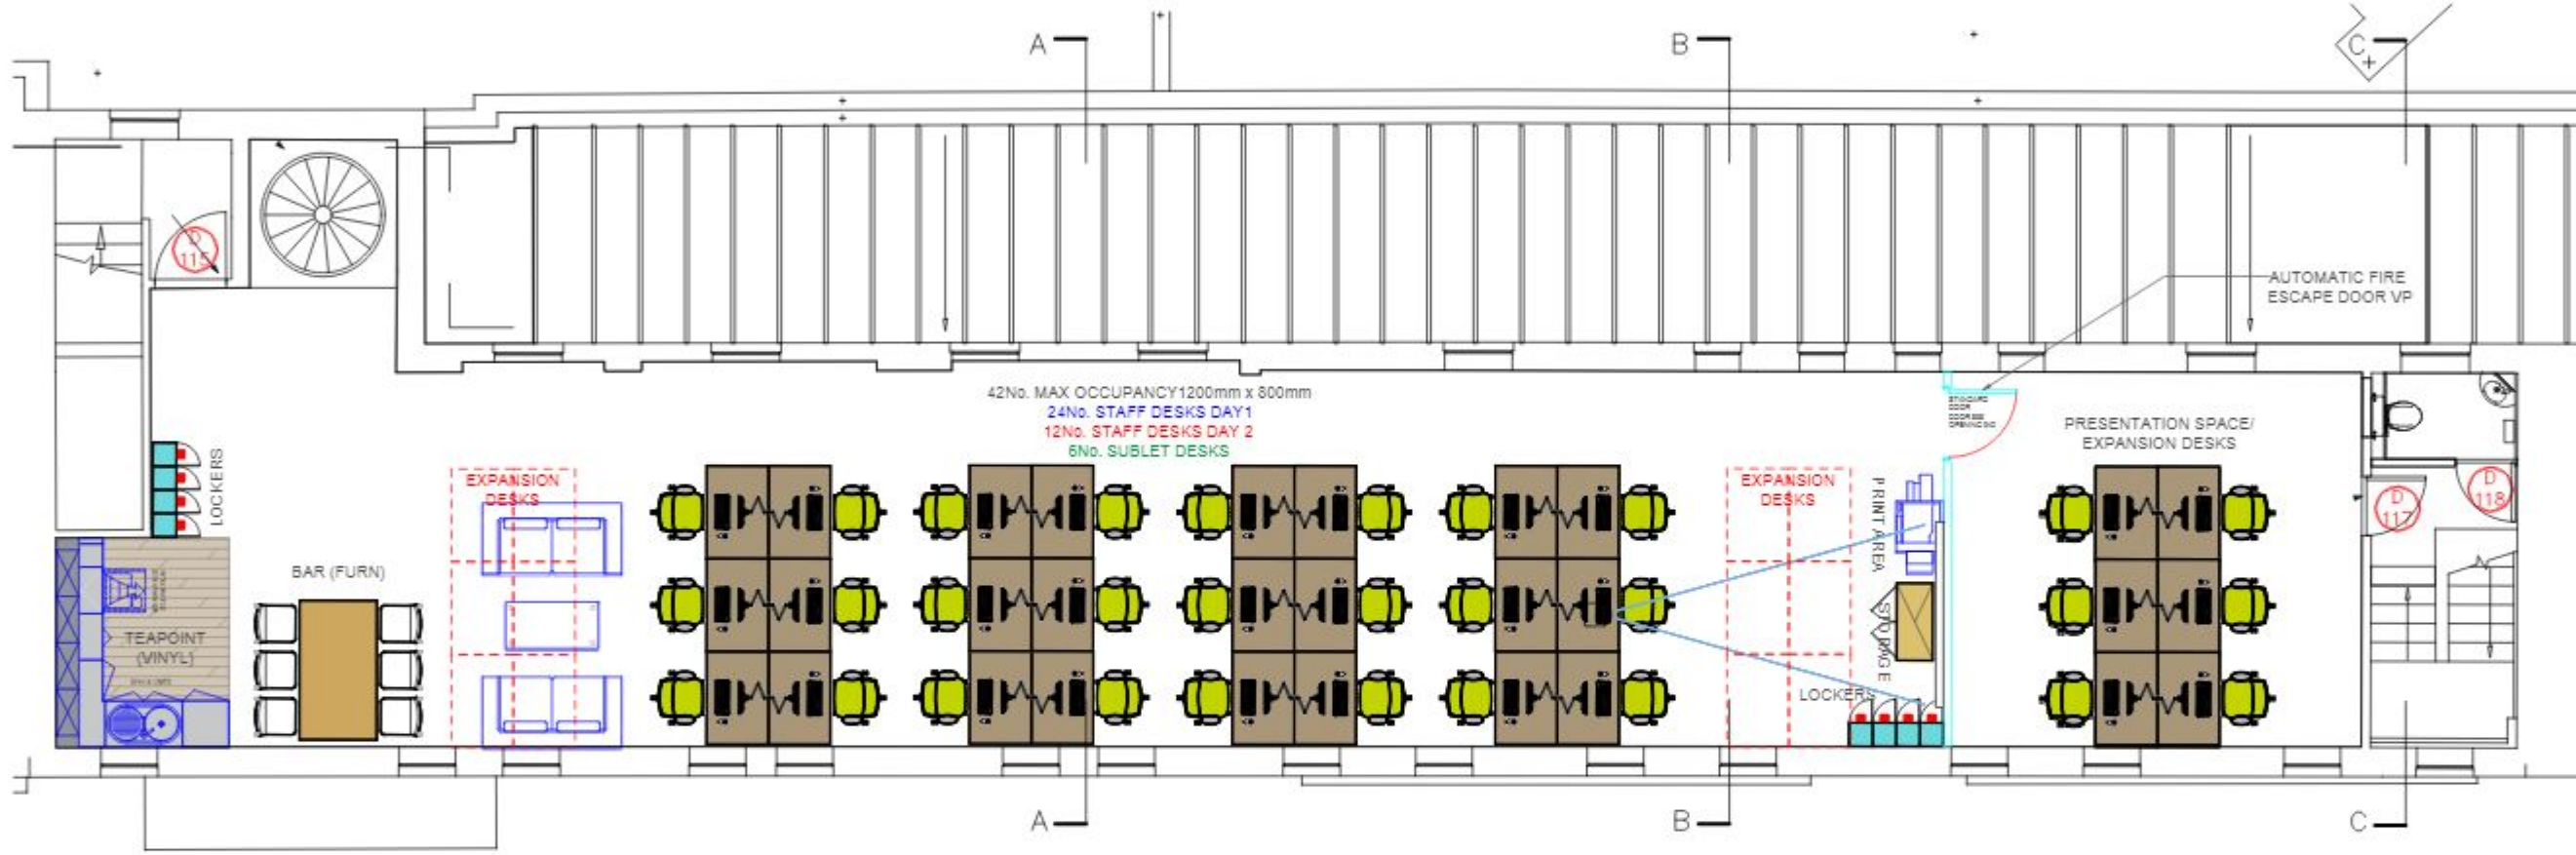 A
B
C
D
115
AUTOMATIC FIRE
ESCAPE DOOR VP
42No. MAX OCCUPANCY1200mm x 800mm
24No. STAFF DESKS DAY1
12No. STAFF DESKS DAY 2
6No. SUBLET DESKS
STANDARD
DOOR
PRESENTATION SPACE/
EXPANSION DESKS
LOCKERS
EXPANSION
DESKS
EXPANSION
DESKS
PRINT AREA
D
117
D
118
BAR (FURN)
TEAPOINT
(VINYL)
STORAGE
LOCKERS
A
B
C